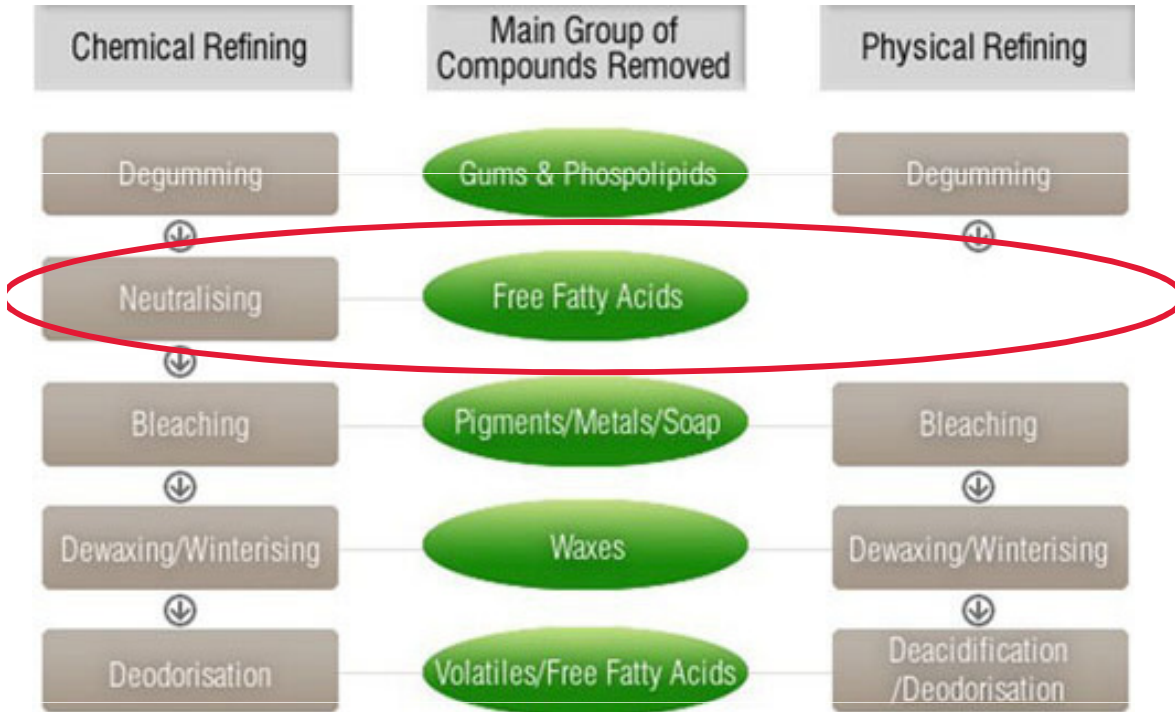 Chemical Refining
Main Group of
Compounds Removed
Physical Refining
Degumming
Gums & Phospolipids
Degumming
Neutralising
Free Fatty Acids
Bleaching
Pigments/Metals/Soap
Bleaching
Dewaxing/Winterising
Waxes
Dewaxing/Winterising
Deodorisation
Volatiles/Free Fatty Acids
Deacidification
/Deodorisation